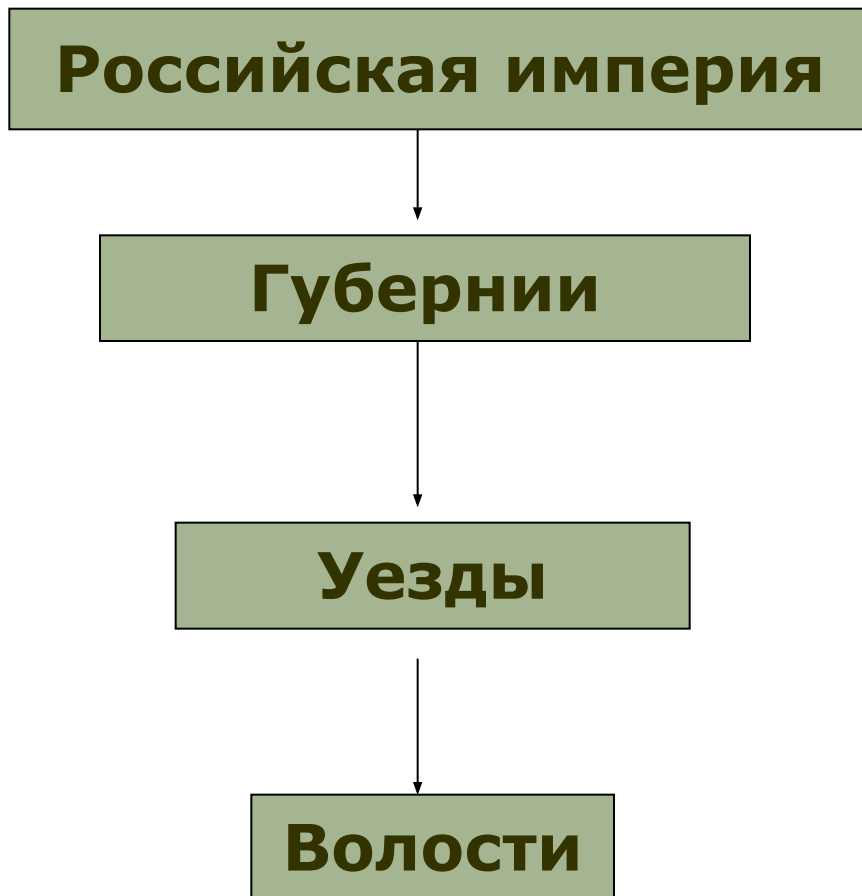 Российская империя
Губернии
Уезды
Волости